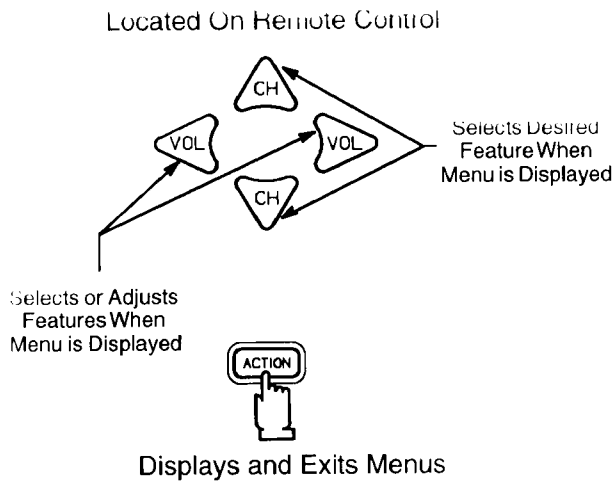 Located On Remote Control
CH
VOL
VOL
CH
Selects Desired
Feature When
Menu is Displayed
Selects or Adjusts
Features When
Menu is Displayed
ACTION
Displays and Exits Menus